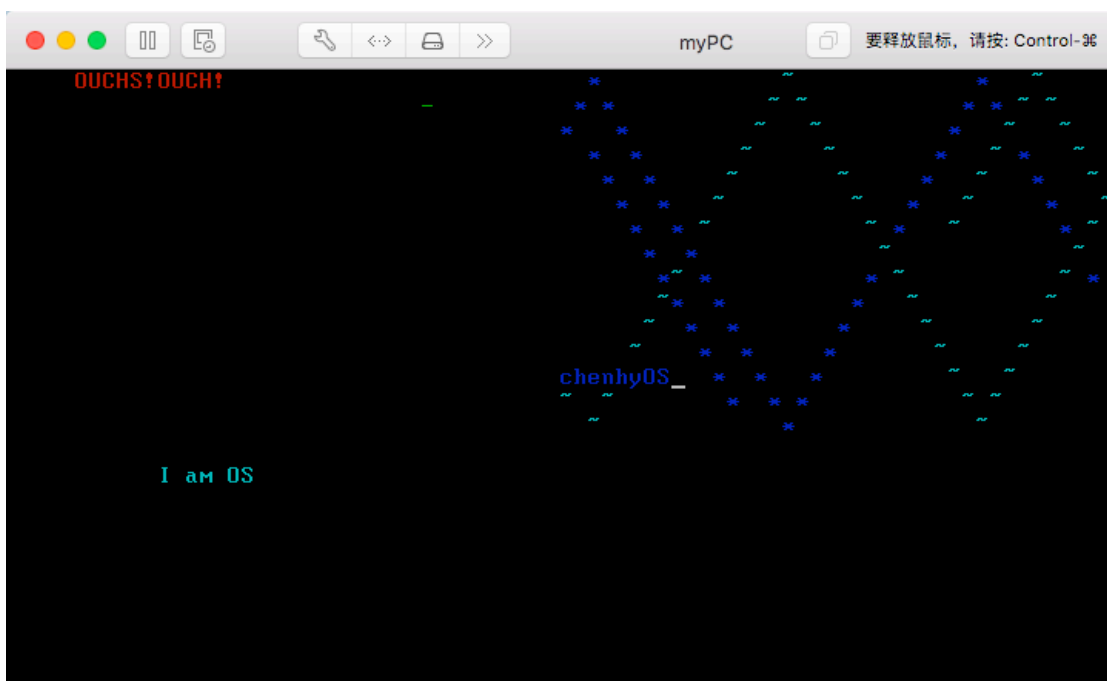 myPC
要释放鼠标，请按: Control-⌘
OUCHS!OUCH!
chenhyOS_
I am OS